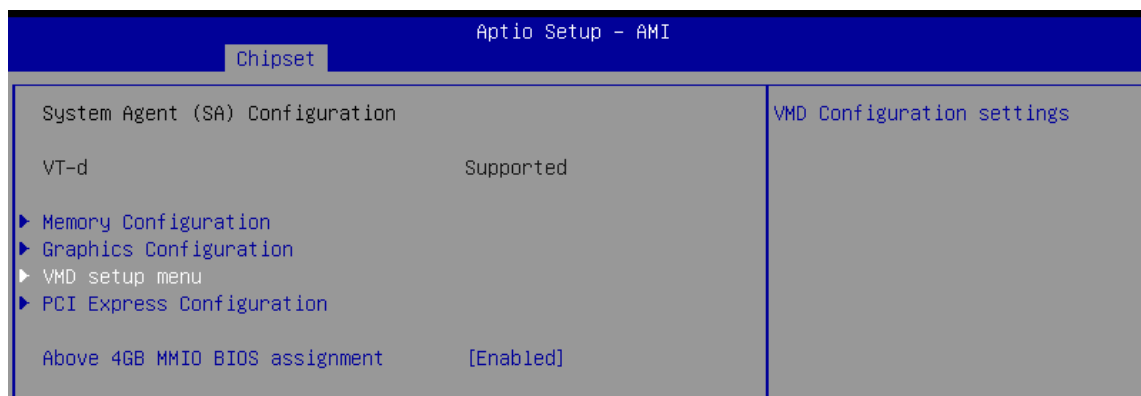 Aptio Setup – AMI
Chipset
System Agent (SA) Configuration
VMD Configuration settings
VT-d Supported
Memory Configuration
Graphics Configuration
VMD setup menu
PCI Express Configuration
Above 4GB MMIO BIOS assignment [Enabled]